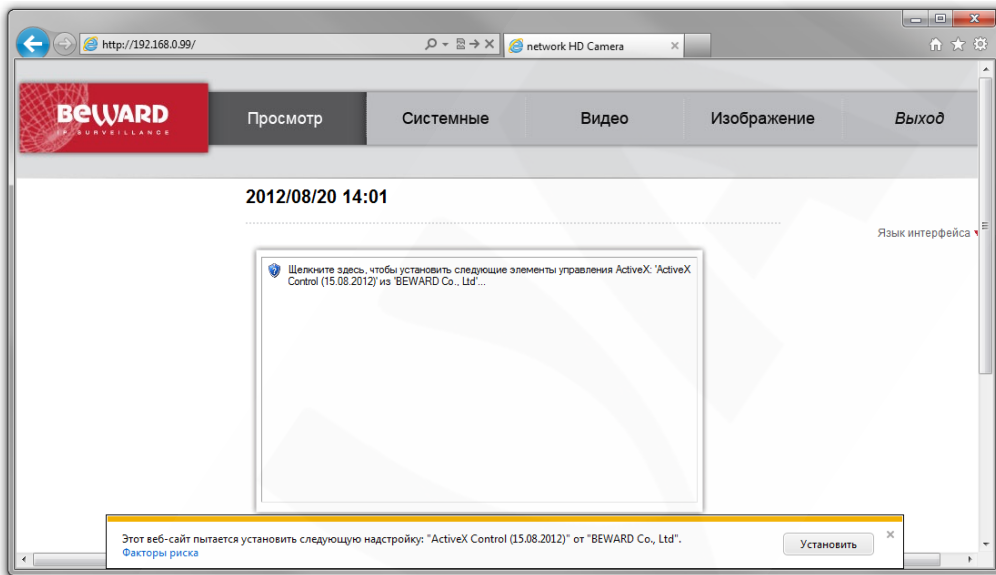 http://192.168.0.99/
network HD Camera
BEWARD
IP SURVEILLANCE
Просмотр
Системные
Видео
Изображение
Выход
2012/08/20 14:01
Язык интерфейса
Щелкните здесь, чтобы установить следующие элементы управления ActiveX: 'ActiveX
Control (15.08.2012)' из 'BEWARD Co., Ltd'...
Этот веб-сайт пытается установить следующую надстройку: "ActiveX Control (15.08.2012)" от "BEWARD Co., Ltd".
Факторы риска
Установить